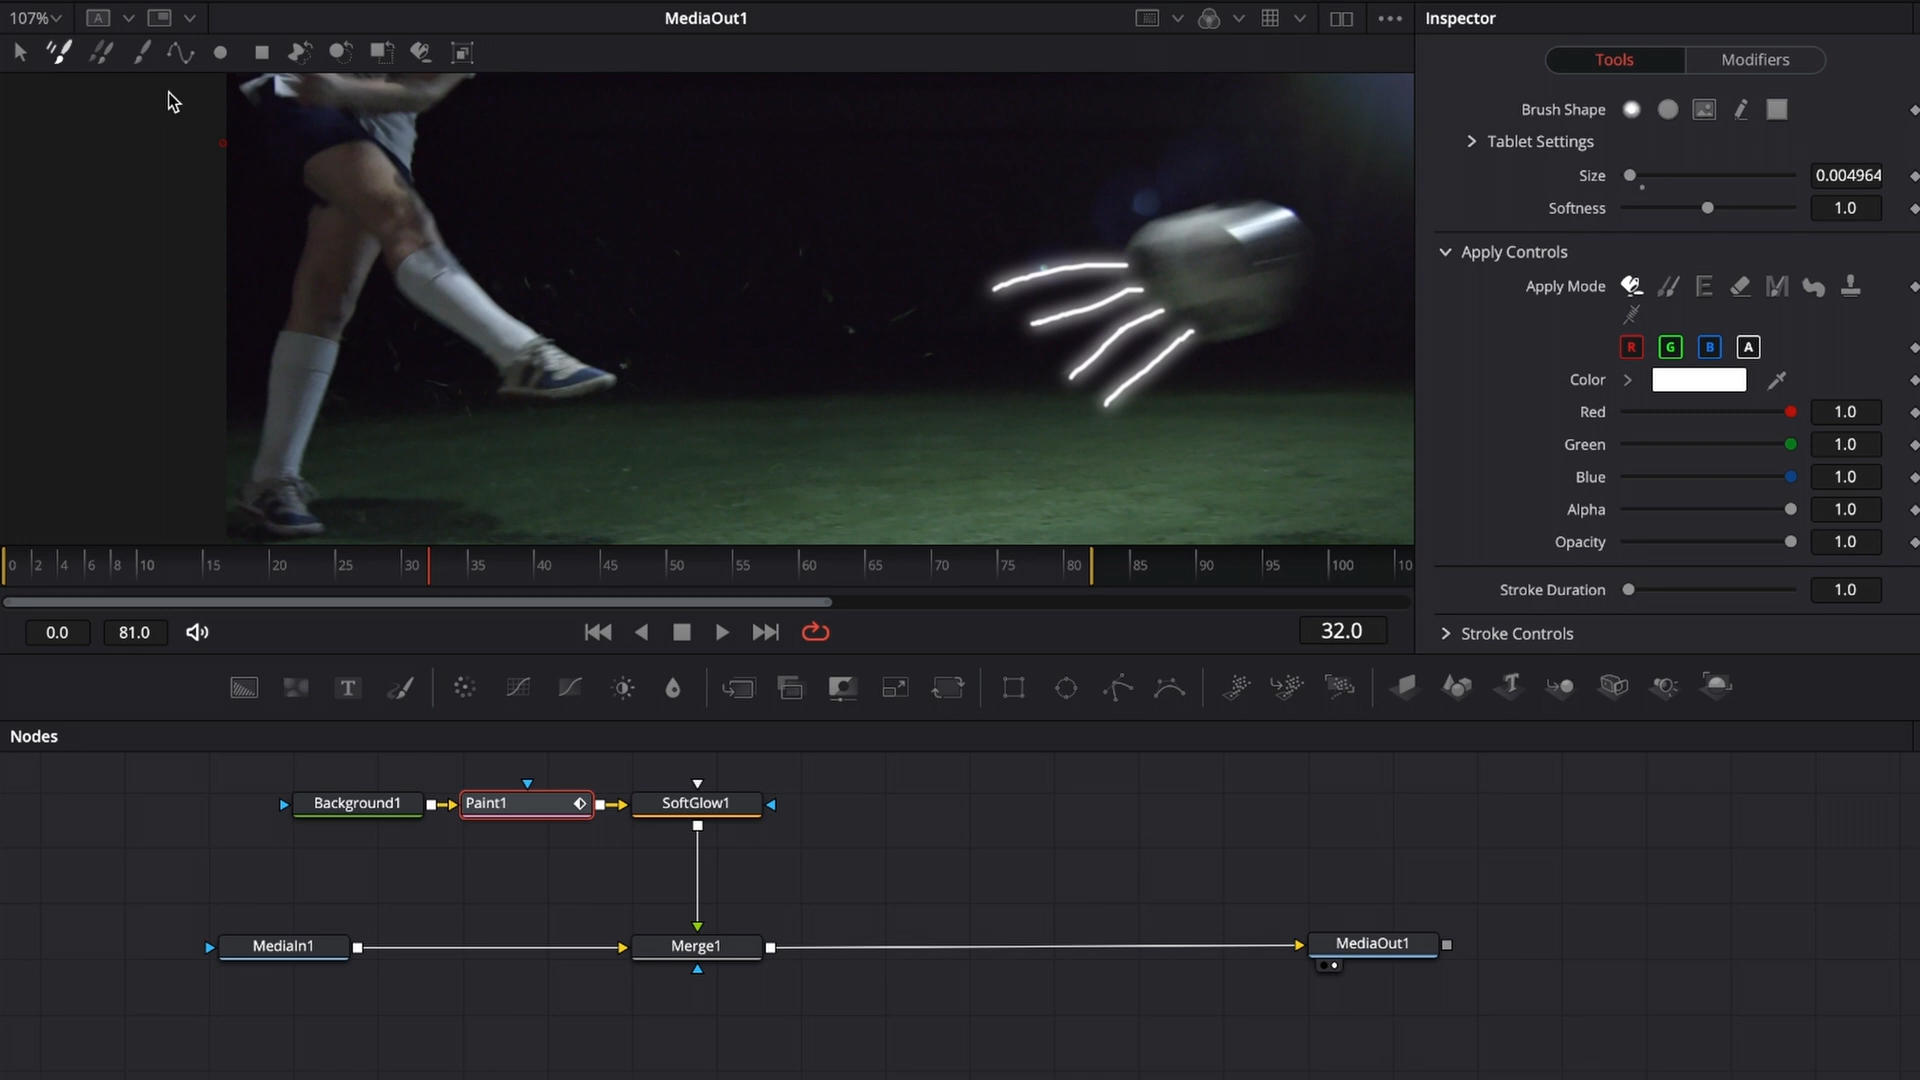 107%
A
MediaOut1
Inspector
Tools
Modifiers
Brush Shape
Tablet Settings
Size 0.004964
Softness 1.0
Apply Controls
Apply Mode
R G B A
Color
Red 1.0
Green 1.0
Blue 1.0
Alpha 1.0
Opacity 1.0
Stroke Duration 1.0
Stroke Controls
0 2 4 6 8 10 15 20 25 30 35 40 45 50 55 60 65 70 75 80 85 90 95 100 10
0.0 81.0 32.0
T
T
Nodes
Background1 Paint1 SoftGlow1
MediaIn1 Merge1 MediaOut1